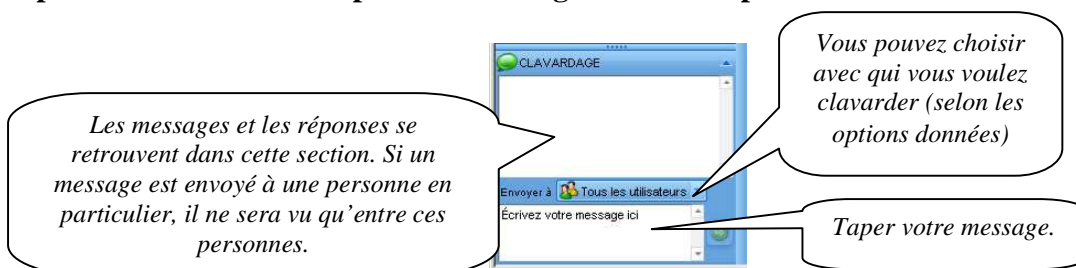 CLAVARDAGE
Vous pouvez choisir
avec qui vous voulez
clavarder (selon les
options données)
Les messages et les réponses se
retrouvent dans cette section. Si un
message est envoyé à une personne en
particulier, il ne sera vu qu'entre ces
personnes.
Envoyer à Tous les utilisateurs
Écrivez votre message ici
Taper votre message.